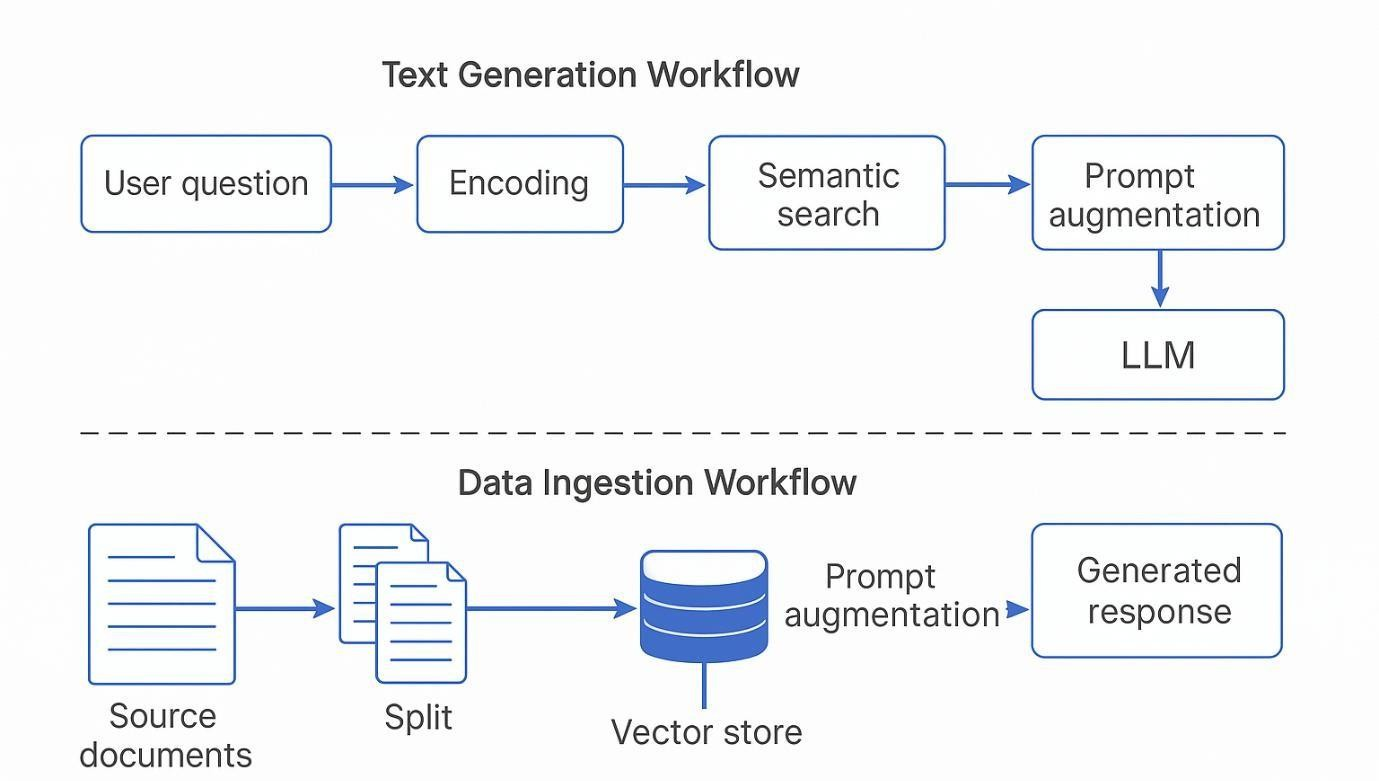 Text Generation Workflow
User question
Encoding
Semantic
search
Prompt
augmentation
LLM
Data Ingestion Workflow
Source
documents
Split
Vector store
Prompt
augmentation
Generated
response